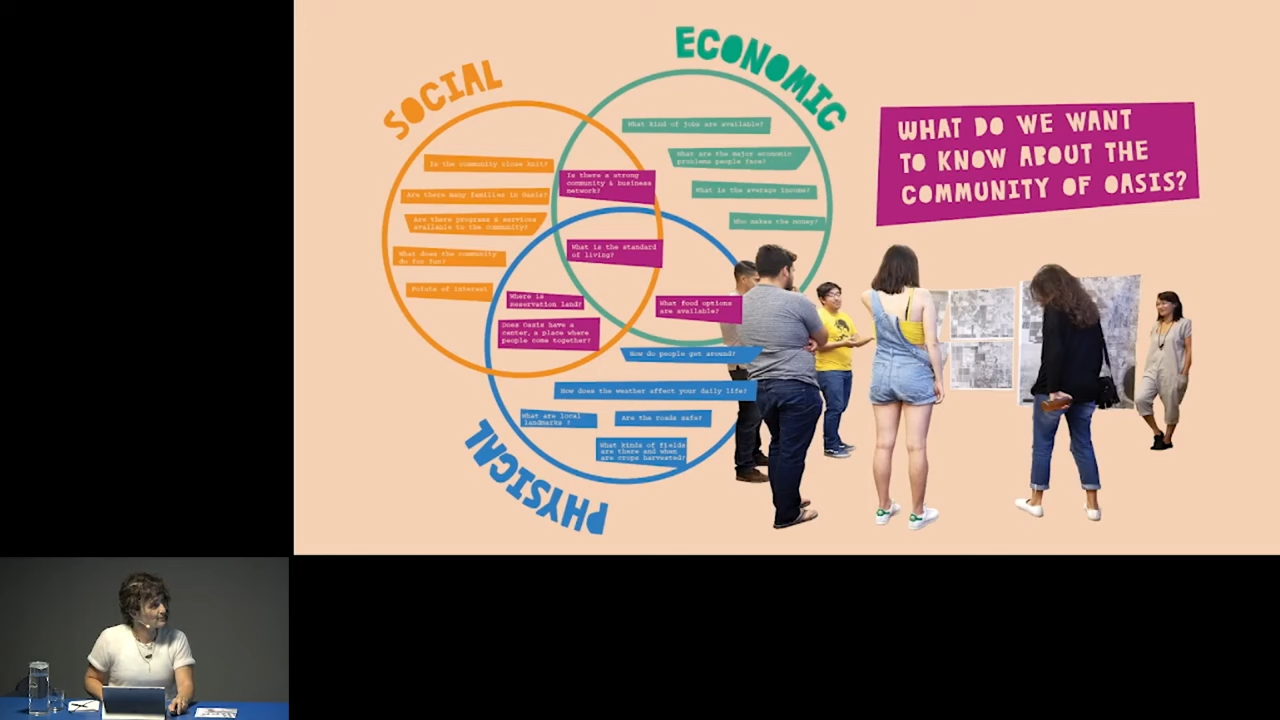 SOCIAL
ECONOMIC
WHAT DO WE WANT
TO KNOW ABOUT THE
COMMUNITY OF OASIS?
Is the community close knit?
Are there many families in Oasis?
Are there programs & services
available to the community?
What does the community
do for fun?
Points of interest
Is there a strong
community & business
network?
What is the standard
of living?
What kind of jobs are available?
What are the major economic
problems people face?
What is the average income?
Who makes the money?
Where is
reservation land?
Does Oasis have a
center, a place where
people come together?
What food options
are available?
How do people get around?
How does the weather affect your daily life?
What are local
landmarks ?
Are the roads safe?
What kinds of fields
are there and when
are crops harvested?
PHYSICAL